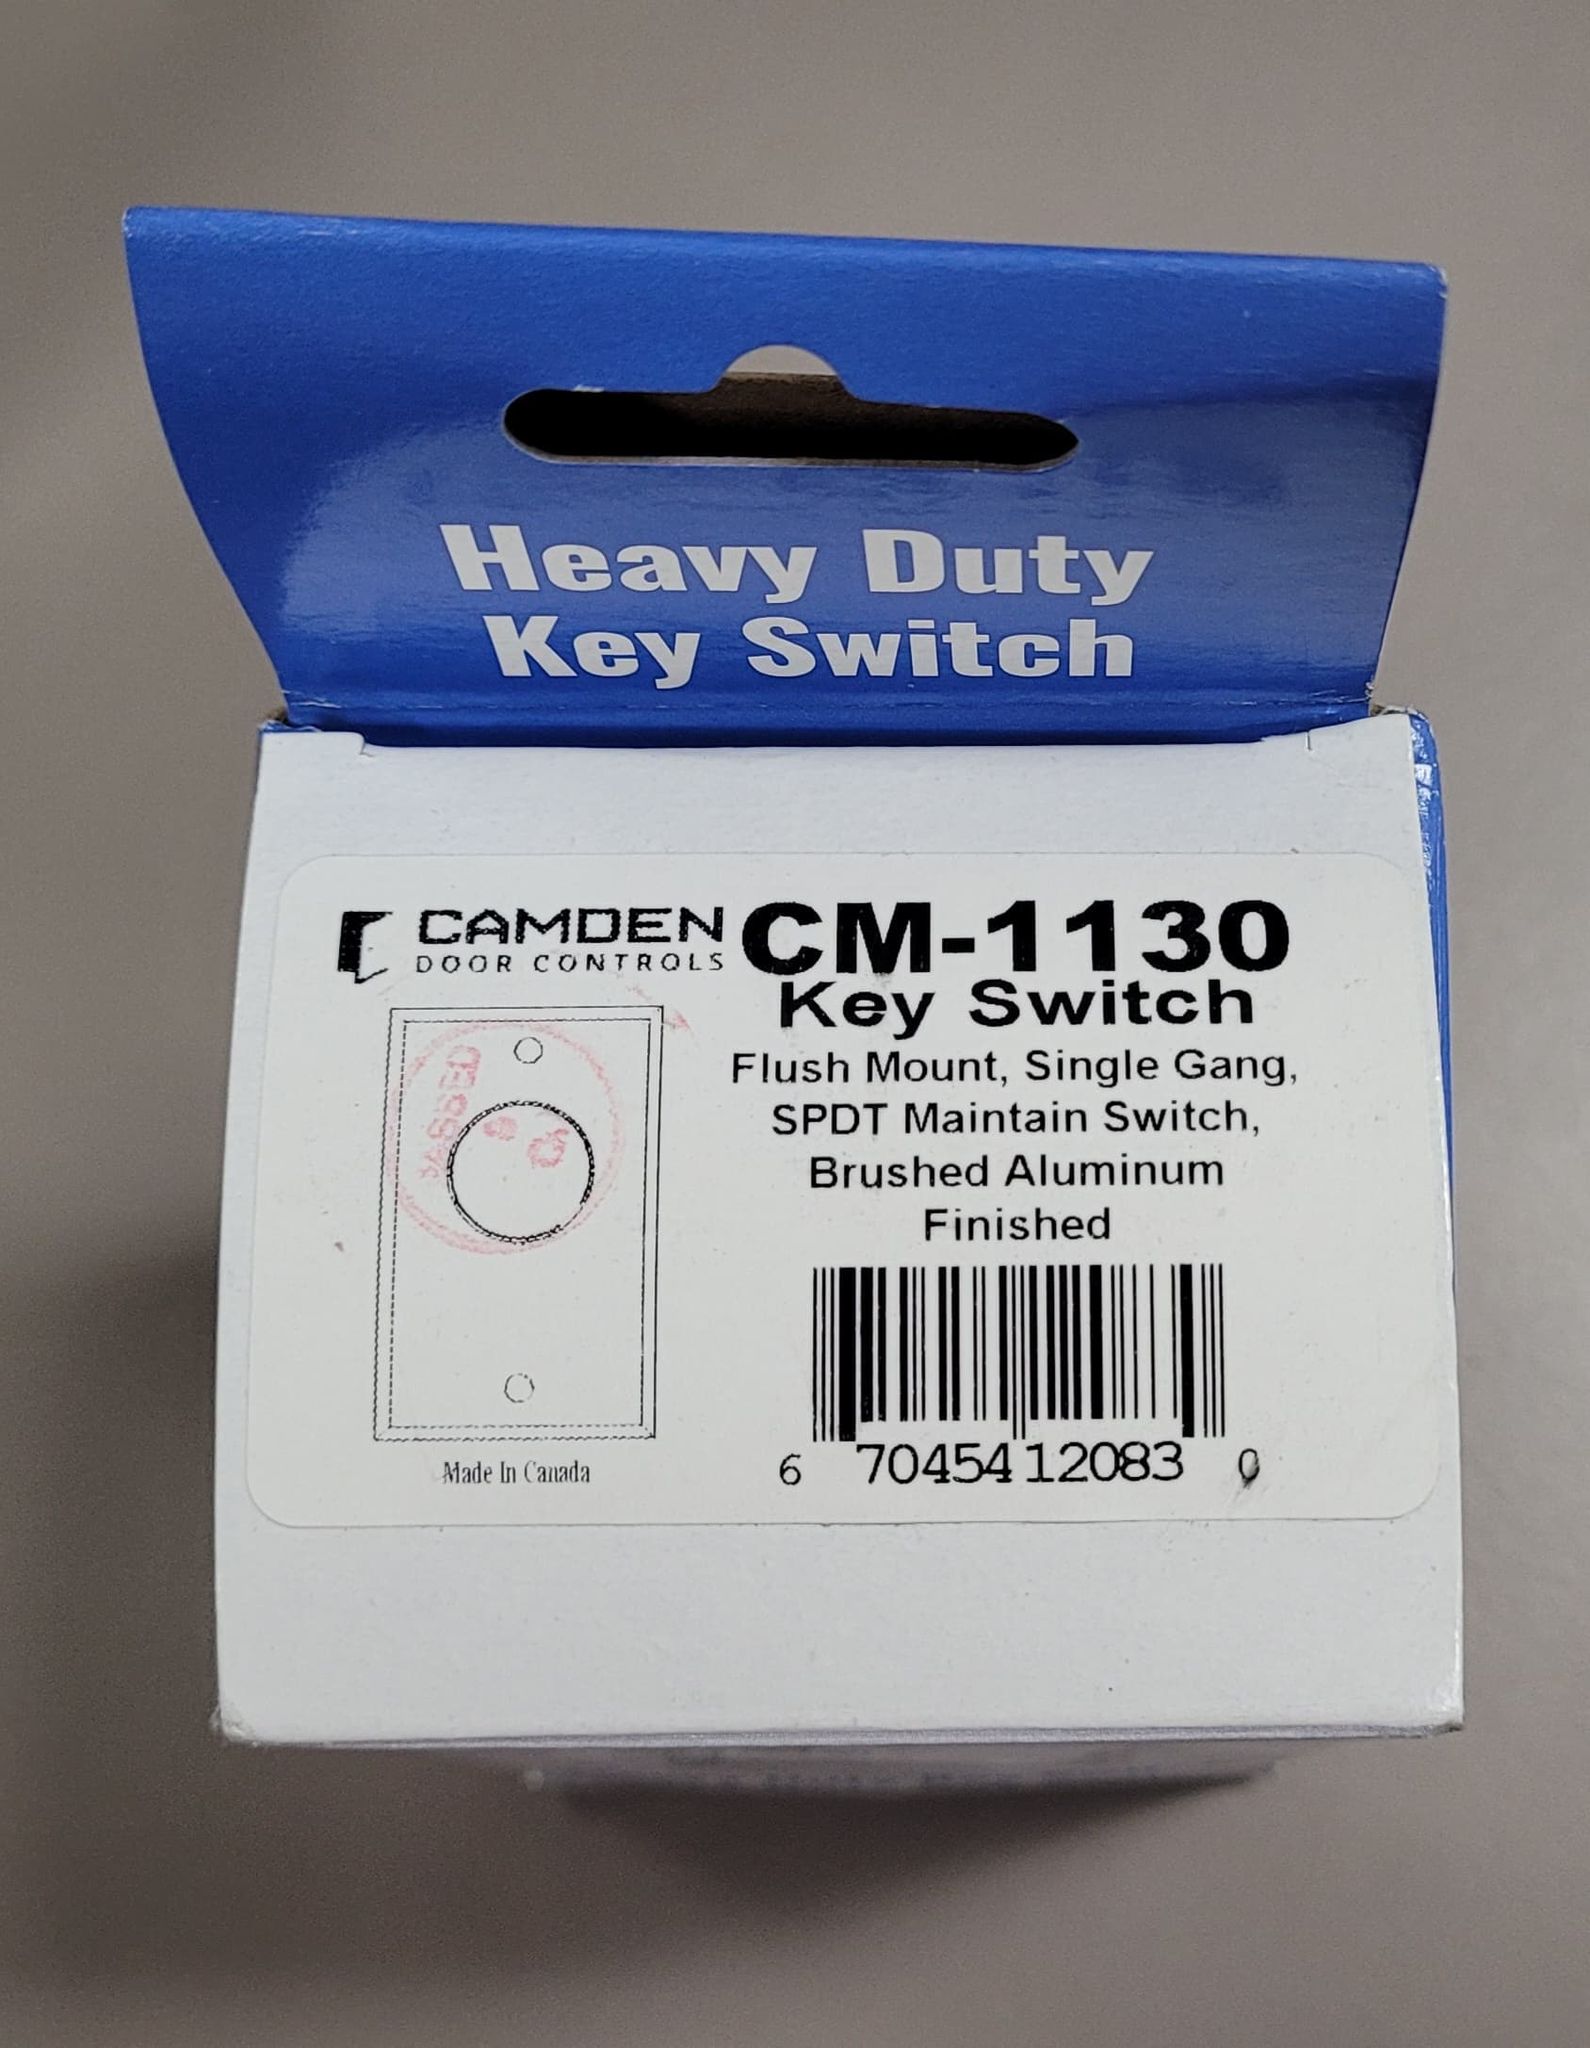 Heavy Duty
Key Switch
CAMDEN
DOOR CONTROLS
CM-1130
Key Switch
Flush Mount, Single Gang,
SPDT Maintain Switch,
Brushed Aluminum
Finished
PASSED
Made In Canada
6 70454 12083 0